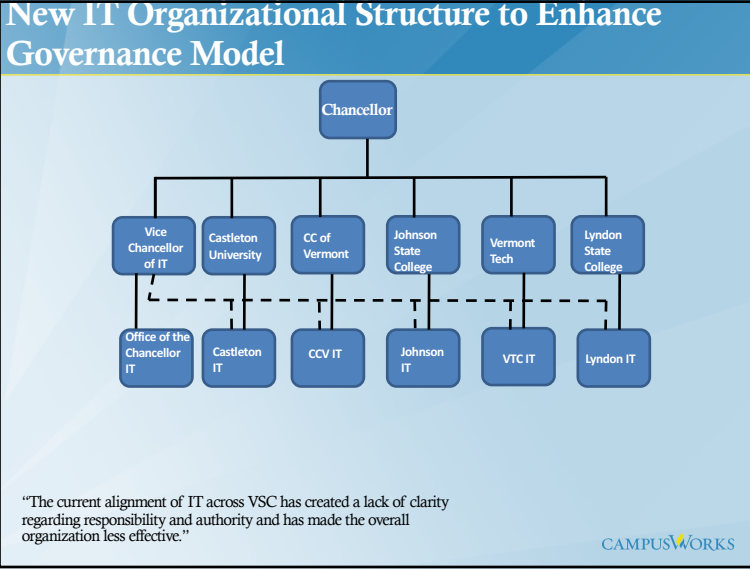 New IT Organizational Structure to Enhance
Governance Model
Chancellor
Vice
Chancellor
of IT
Castleton
University
CC of
Vermont
Johnson
State
College
Vermont
Tech
Lyndon
State
College
Office of the
Chancellor
IT
Castleton
IT
CCV IT
Johnson
IT
VTC IT
Lyndon IT
“The current alignment of IT across VSC has created a lack of clarity
regarding responsibility and authority and has made the overall
organization less effective.”
CAMPUSWORKS